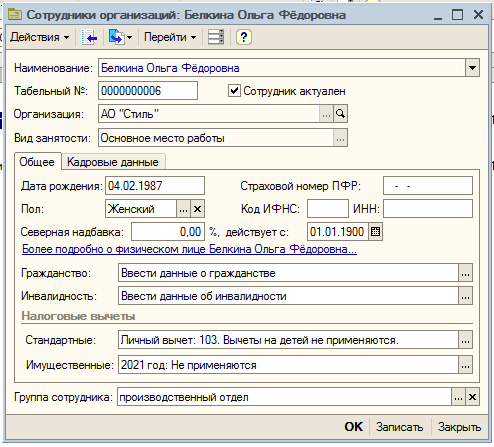 Сотрудники организаций: Белкина Ольга Фёдоровна
Действия Перейти ?
Наименование: Белкина Ольга Фёдоровна
Табельный №: 0000000006 Сотрудник актуален
Организация: АО "Стиль" ...
Вид занятости: Основное место работы ...
Общее Кадровые данные
Дата рождения: 04.02.1987 Страховой номер ПФР: - -
Пол: Женский ... x Код ИФНС: ИНН:
Северная надбавка: 0,00 %, действует с: 01.01.1900
Более подробно о физическом лице Белкина Ольга Фёдоровна...
Гражданство: Ввести данные о гражданстве ...
Инвалидность: Ввести данные об инвалидности ...
Налоговые вычеты
Стандартные: Личный вычет: 103. Вычеты на детей не применяются. ...
Имущественные: 2021 год: Не применяются ...
Группа сотрудника: производственный отдел ... x
OK Записать Закрыть